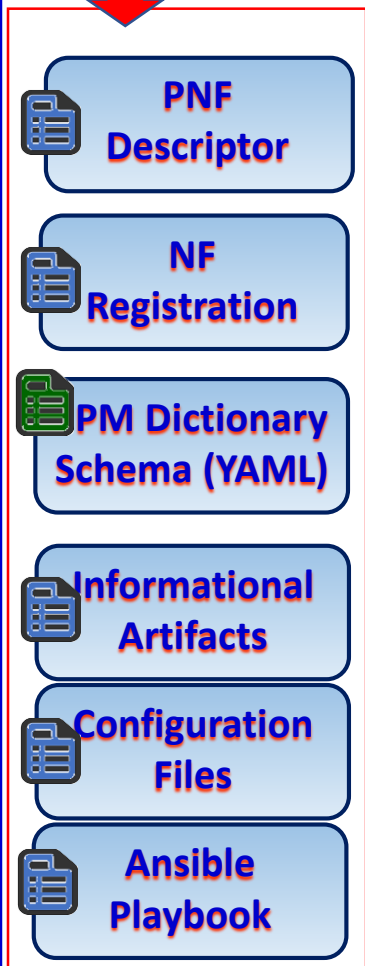 PNF
Descriptor
NF
Registration
PM Dictionary
Schema (YAML)
Informational
Artifacts
Configuration
Files
Ansible
Playbook